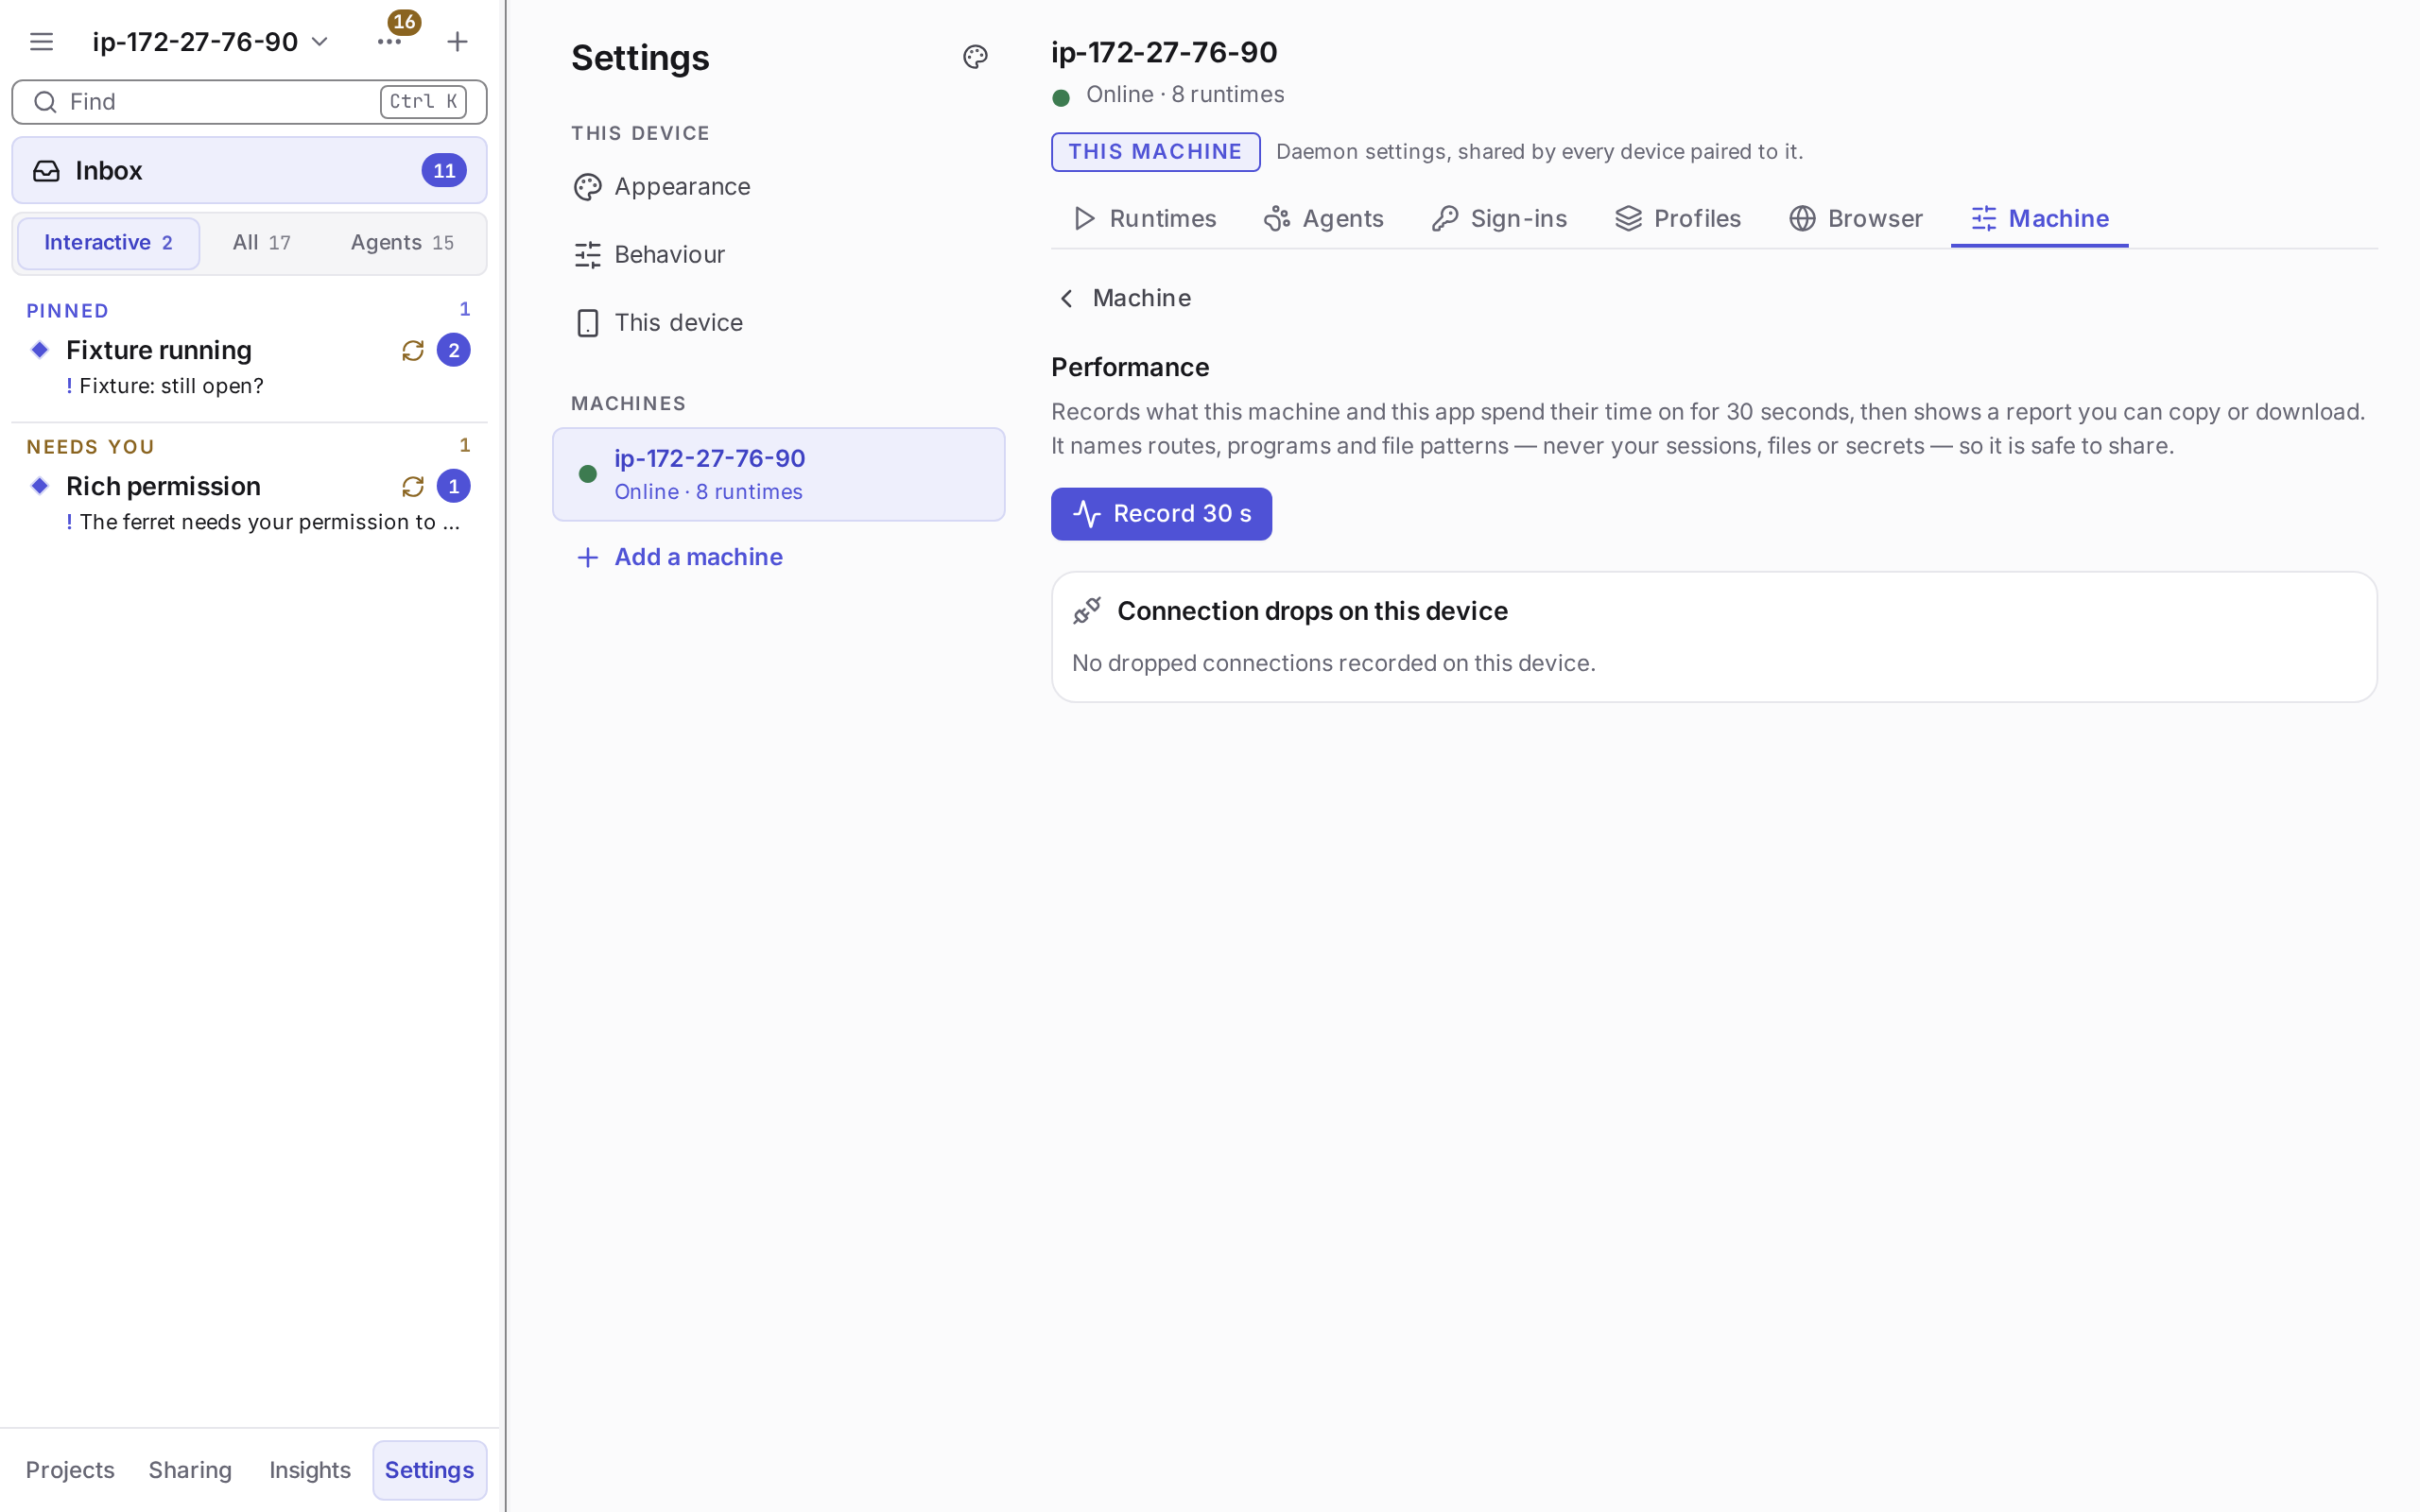 ip-172-27-76-90
16
Find
Ctrl K
Inbox
11
Interactive 2
All 17
Agents 15
PINNED
1
Fixture running
2
! Fixture: still open?
NEEDS YOU
1
Rich permission
1
! The ferret needs your permission to ...
Projects
Sharing
Insights
Settings
Settings
THIS DEVICE
Appearance
Behaviour
This device
MACHINES
ip-172-27-76-90
Online · 8 runtimes
Add a machine
ip-172-27-76-90
Online · 8 runtimes
THIS MACHINE
Daemon settings, shared by every device paired to it.
Runtimes
Agents
Sign-ins
Profiles
Browser
Machine
Machine
Performance
Records what this machine and this app spend their time on for 30 seconds, then shows a report you can copy or download.
It names routes, programs and file patterns — never your sessions, files or secrets — so it is safe to share.
Record 30 s
Connection drops on this device
No dropped connections recorded on this device.